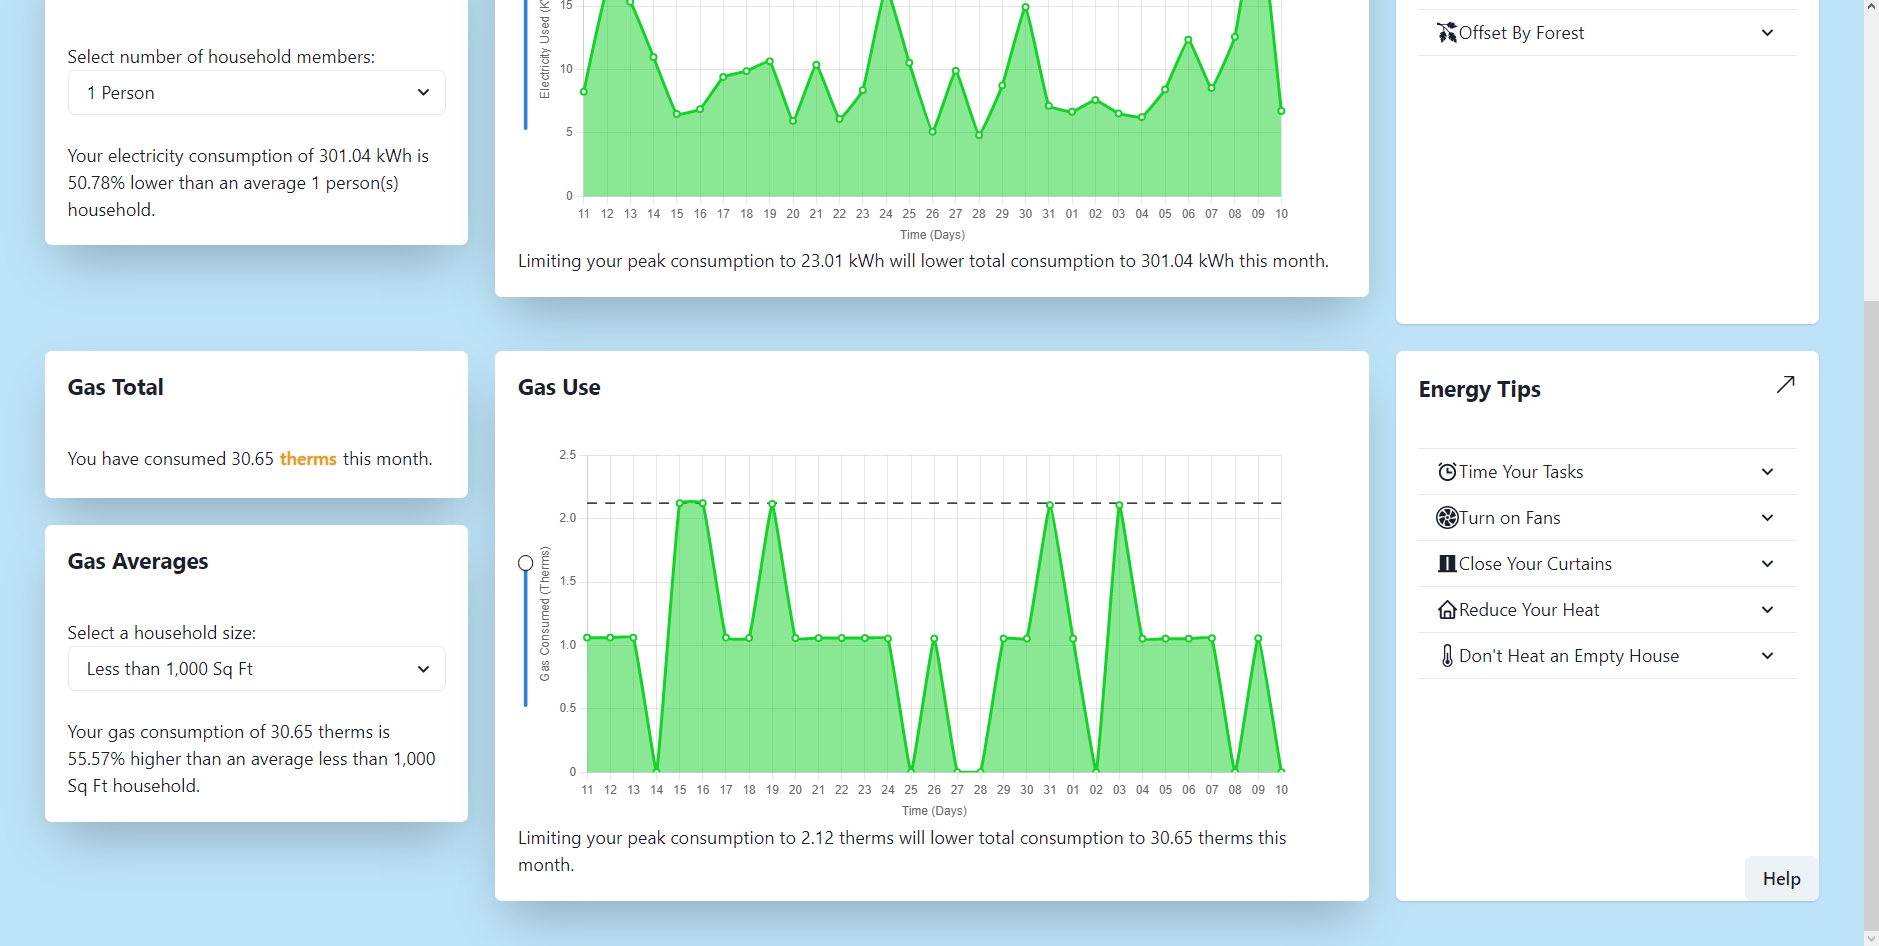 Select number of household members:
1 Person
Your electricity consumption of 301.04 kWh is
50.78% lower than an average 1 person(s)
household.
Electricity Used (K
15
10
5
0
11 12 13 14 15 16 17 18 19 20 21 22 23 24 25 26 27 28 29 30 31 01 02 03 04 05 06 07 08 09 10
Time (Days)
Limiting your peak consumption to 23.01 kWh will lower total consumption to 301.04 kWh this month.
Offset By Forest
Gas Total
You have consumed 30.65 therms this month.
Gas Averages
Select a household size:
Less than 1,000 Sq Ft
Your gas consumption of 30.65 therms is
55.57% higher than an average less than 1,000
Sq Ft household.
Gas Use
Gas Consumed (Therms)
2.5
2.0
1.5
1.0
0.5
0
11 12 13 14 15 16 17 18 19 20 21 22 23 24 25 26 27 28 29 30 31 01 02 03 04 05 06 07 08 09 10
Time (Days)
Limiting your peak consumption to 2.12 therms will lower total consumption to 30.65 therms this
month.
Energy Tips
Time Your Tasks
Turn on Fans
Close Your Curtains
Reduce Your Heat
Don't Heat an Empty House
Help